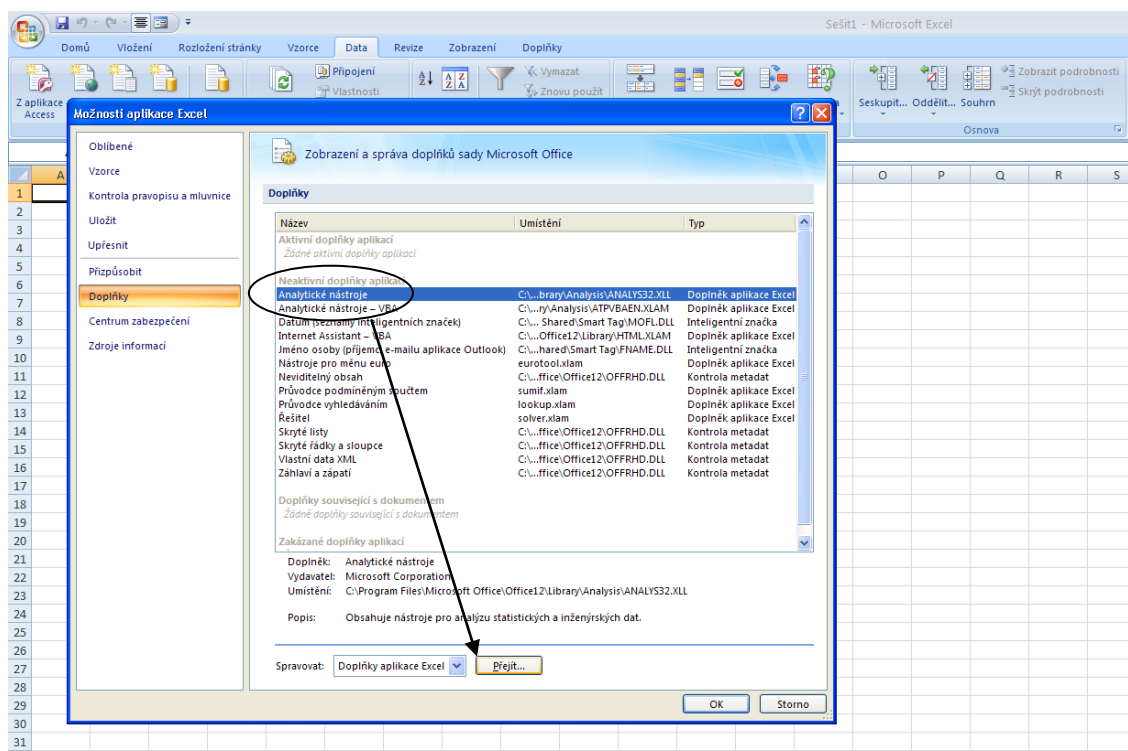 Sešit1 - Microsoft Excel
Domů Vložení Rozložení stránky Vzorce Data Revize Zobrazení Doplňky
Připojení Vymazat Zobrazit podrobnosti
Z aplikace Access Vlastnosti Znovu použít Seskupit... Oddělit... Souhrn Skrýt podrobnosti
Osnova
Možnosti aplikace Excel
Oblíbené
Vzorce
Kontrola pravopisu a mluvnice
Uložit
Upřesnit
Přizpůsobit
Doplňky
Centrum zabezpečení
Zdroje informací
Zobrazení a správa doplňků sady Microsoft Office
Doplňky
Název Umístění Typ
Aktivní doplňky aplikací
Žádné aktivní doplňky aplikací
Neaktivní doplňky aplikací
Analytické nástroje C:\...brary\Analysis\ANALYS32.XLL Doplněk aplikace Excel
Analytické nástroje – VBA C:\...ry\Analysis\ATPVBAEN.XLAM Doplněk aplikace Excel
Datum (seznamy inteligentních značek) C:\... Shared\Smart Tag\MOFL.DLL Inteligentní značka
Internet Assistant – VBA C:\...Office12\Library\HTML.XLAM Doplněk aplikace Excel
Jméno osoby (příjemci e-mailu aplikace Outlook) C:\...hared\Smart Tag\FNAME.DLL Inteligentní značka
Nástroje pro měnu euro eurotool.xlam Doplněk aplikace Excel
Neviditelný obsah C:\...ffice\Office12\OFFRHD.DLL Kontrola metadat
Průvodce podmíněným součtem sumif.xlam Doplněk aplikace Excel
Průvodce vyhledáváním lookup.xlam Doplněk aplikace Excel
Řešitel solver.xlam Doplněk aplikace Excel
Skryté listy C:\...ffice\Office12\OFFRHD.DLL Kontrola metadat
Skryté řádky a sloupce C:\...ffice\Office12\OFFRHD.DLL Kontrola metadat
Vlastní data XML C:\...ffice\Office12\OFFRHD.DLL Kontrola metadat
Záhlaví a zápatí C:\...ffice\Office12\OFFRHD.DLL Kontrola metadat
Doplňky související s dokumentem
Žádné doplňky související s dokumentem
Zakázané doplňky aplikací
Doplněk: Analytické nástroje
Vydavatel: Microsoft Corporation
Umístění: C:\Program Files\Microsoft Office\Office12\Library\Analysis\ANALYS32.XLL
Popis: Obsahuje nástroje pro analýzu statistických a inženýrských dat.
Spravovat: Doplňky aplikace Excel Přejít...
OK Storno
A O P Q R S
1
2
3
4
5
6
7
8
9
10
11
12
13
14
15
16
17
18
19
20
21
22
23
24
25
26
27
28
29
30
31